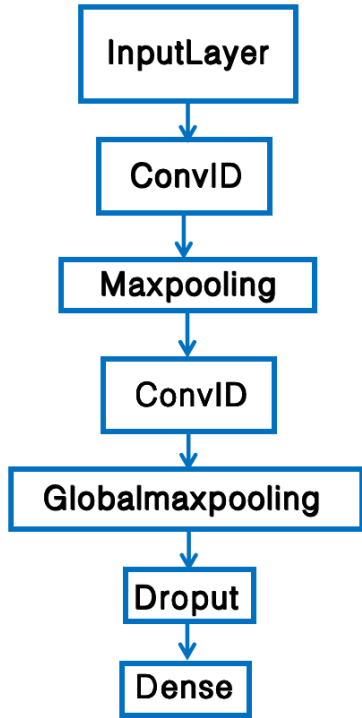 InputLayer
ConvID
Maxpooling
ConvID
Globalmaxpooling
Droput
Dense